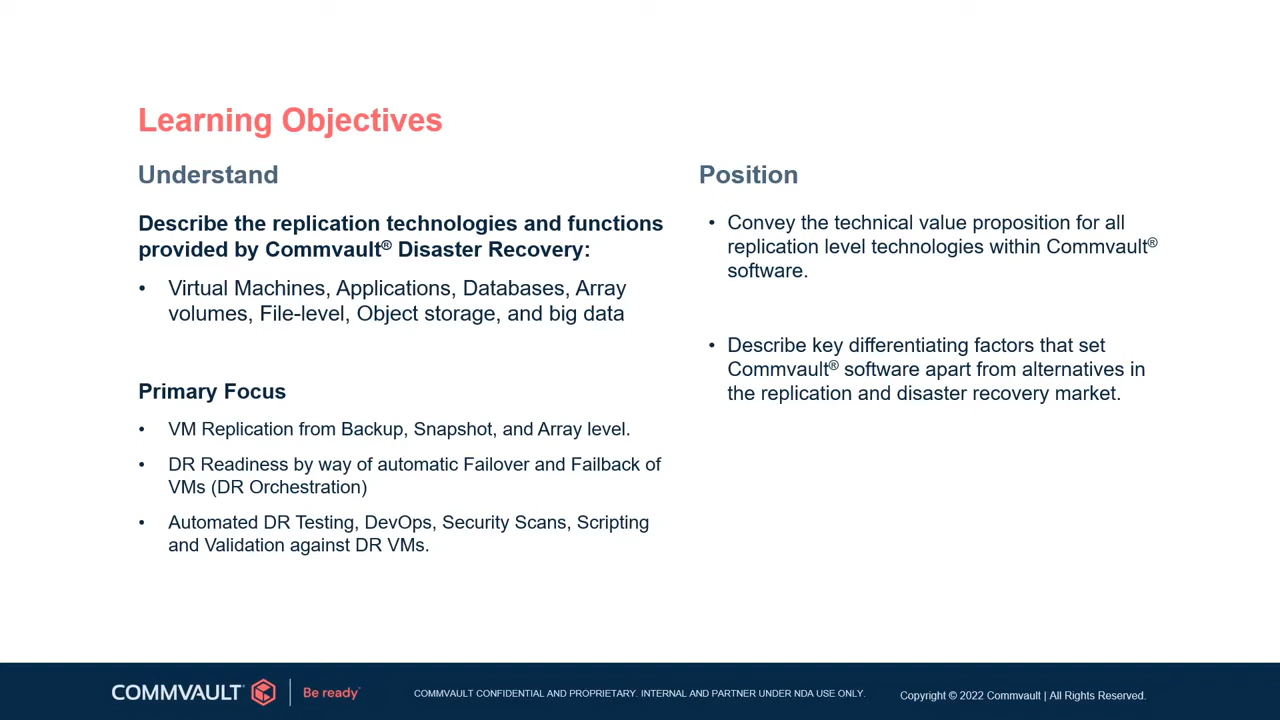 Learning Objectives
Understand
Describe the replication technologies and functions
provided by Commvault® Disaster Recovery:
• Virtual Machines, Applications, Databases, Array
volumes, File-level, Object storage, and big data
Primary Focus
• VM Replication from Backup, Snapshot, and Array level.
• DR Readiness by way of automatic Failover and Failback of
VMs (DR Orchestration)
• Automated DR Testing, DevOps, Security Scans, Scripting
and Validation against DR VMs.
Position
• Convey the technical value proposition for all
replication level technologies within Commvault®
software.
• Describe key differentiating factors that set
Commvault® software apart from alternatives in
the replication and disaster recovery market.
COMMVAULT Be ready
COMMVAULT CONFIDENTIAL AND PROPRIETARY. INTERNAL AND PARTNER UNDER NDA USE ONLY.
Copyright © 2022 Commvault | All Rights Reserved.